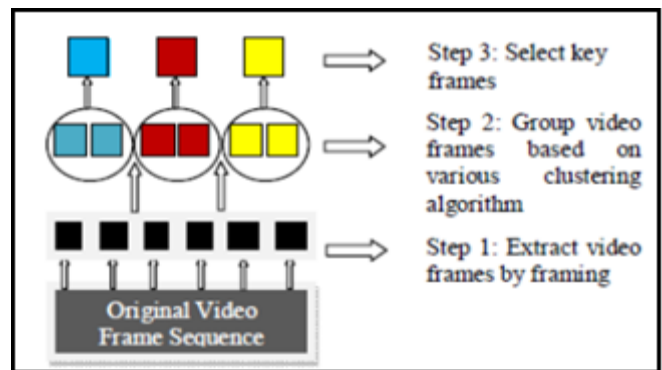 Step 3: Select key
frames
Step 2: Group video
frames based on
various clustering
algorithm
Step 1: Extract video
frames by framing
Original Video
Frame Sequence